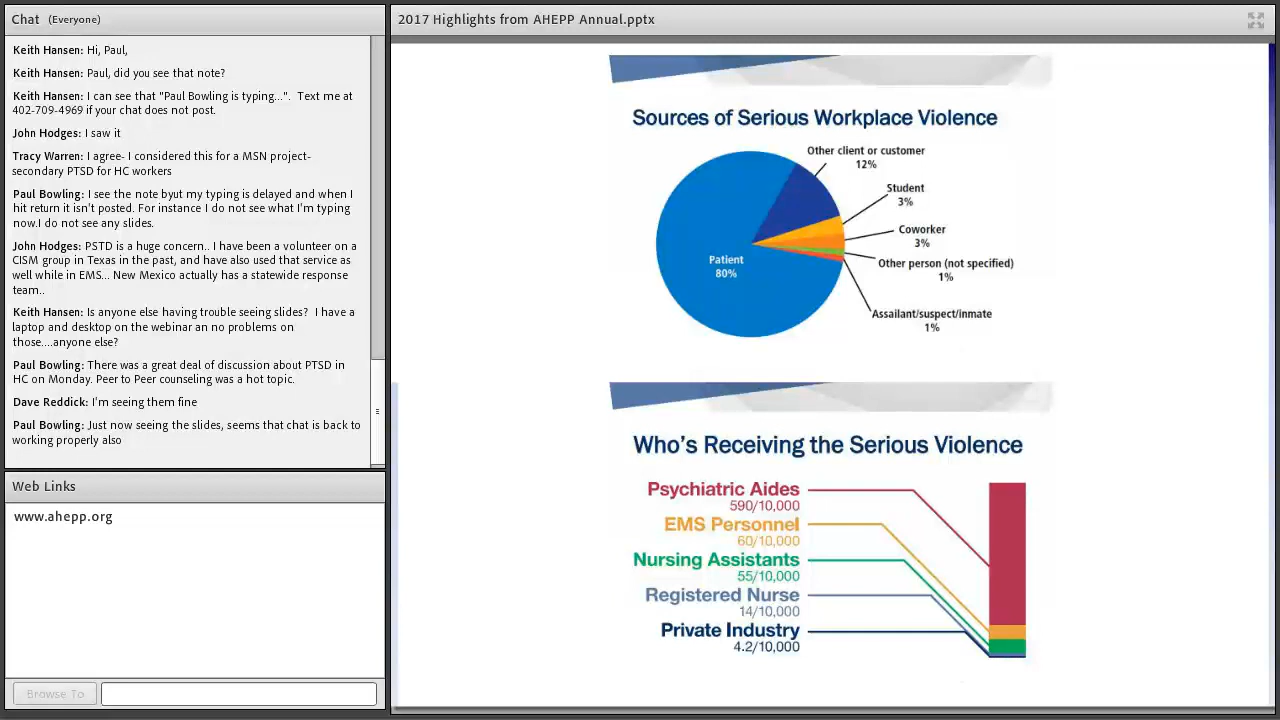 Chat (Everyone)
Keith Hansen: Hi, Paul,
Keith Hansen: Paul, did you see that note?
Keith Hansen: I can see that "Paul Bowling is typing...". Text me at
402-709-4969 if your chat does not post.
John Hodges: I saw it
Tracy Warren: I agree- I considered this for a MSN project-
secondary PTSD for HC workers
Paul Bowling: I see the note byut my typing is delayed and when I
hit return it isn't posted. For instance I do not see what I'm typing
now.I do not see any slides.
John Hodges: PSTD is a huge concern.. I have been a volunteer on a
CISM group in Texas in the past, and have also used that service as
well while in EMS... New Mexico actually has a statewide response
team..
Keith Hansen: Is anyone else having trouble seeing slides? I have a
laptop and desktop on the webinar an no problems on
those....anyone else?
Paul Bowling: There was a great deal of discussion about PTSD in
HC on Monday. Peer to Peer counseling was a hot topic.
Dave Reddick: I'm seeing them fine
Paul Bowling: Just now seeing the slides, seems that chat is back to
working properly also
Web Links
www.ahepp.org
Browse To
2017 Highlights from AHEPP Annual.pptx
Sources of Serious Workplace Violence
Other client or customer
12%
Student
3%
Coworker
3%
Other person (not specified)
1%
Assailant/suspect/inmate
1%
Patient
80%
Who's Receiving the Serious Violence
Psychiatric Aides
590/10,000
EMS Personnel
60/10,000
Nursing Assistants
55/10,000
Registered Nurse
14/10,000
Private Industry
4.2/10,000